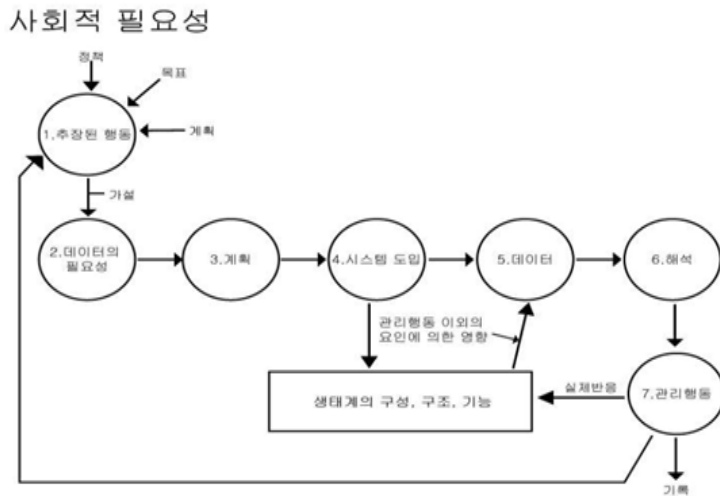 사회적 필요성
정책
목표
1.추장된 행동
계획
가설
2.데이터의
필요성
3.계획
4.시스템 도입
5.데이터
6.해석
관리행동 이외의
요인에 의한 영향
생태계의 구성, 구조, 기능
실제반응
7.관리행동
기록